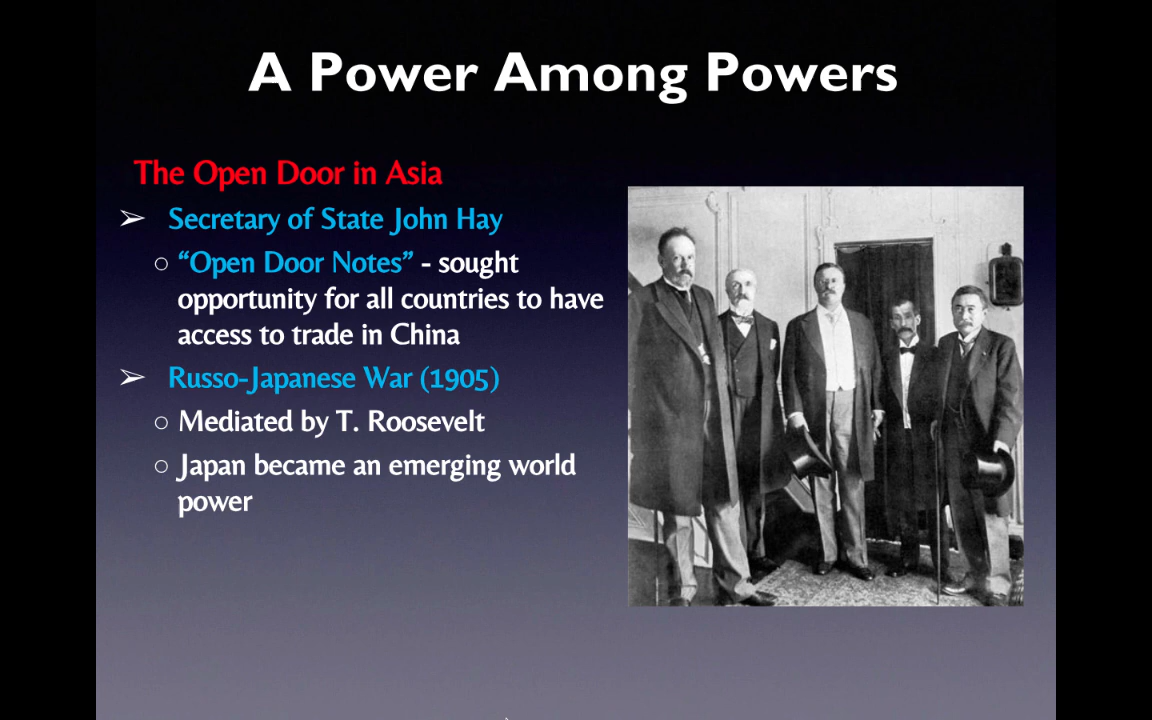 A Power Among Powers
The Open Door in Asia
➢ Secretary of State John Hay
○ “Open Door Notes” - sought
opportunity for all countries to have
access to trade in China
➢ Russo-Japanese War (1905)
○ Mediated by T. Roosevelt
○ Japan became an emerging world
power